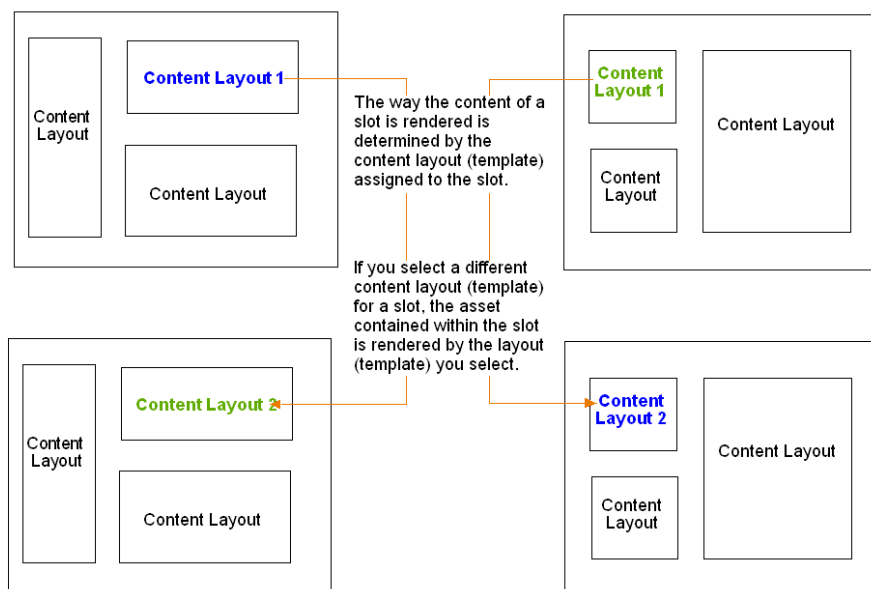 Content Layout 1
Content
Layout
Content Layout
The way the content of a
slot is rendered is
determined by the
content layout (template)
assigned to the slot.
Content
Layout 1
Content Layout
Content
Layout
If you select a different
content layout (template)
for a slot, the asset
contained within the slot
is rendered by the layout
(template) you select.
Content Layout 2
Content
Layout
Content Layout
Content
Layout 2
Content Layout
Content
Layout